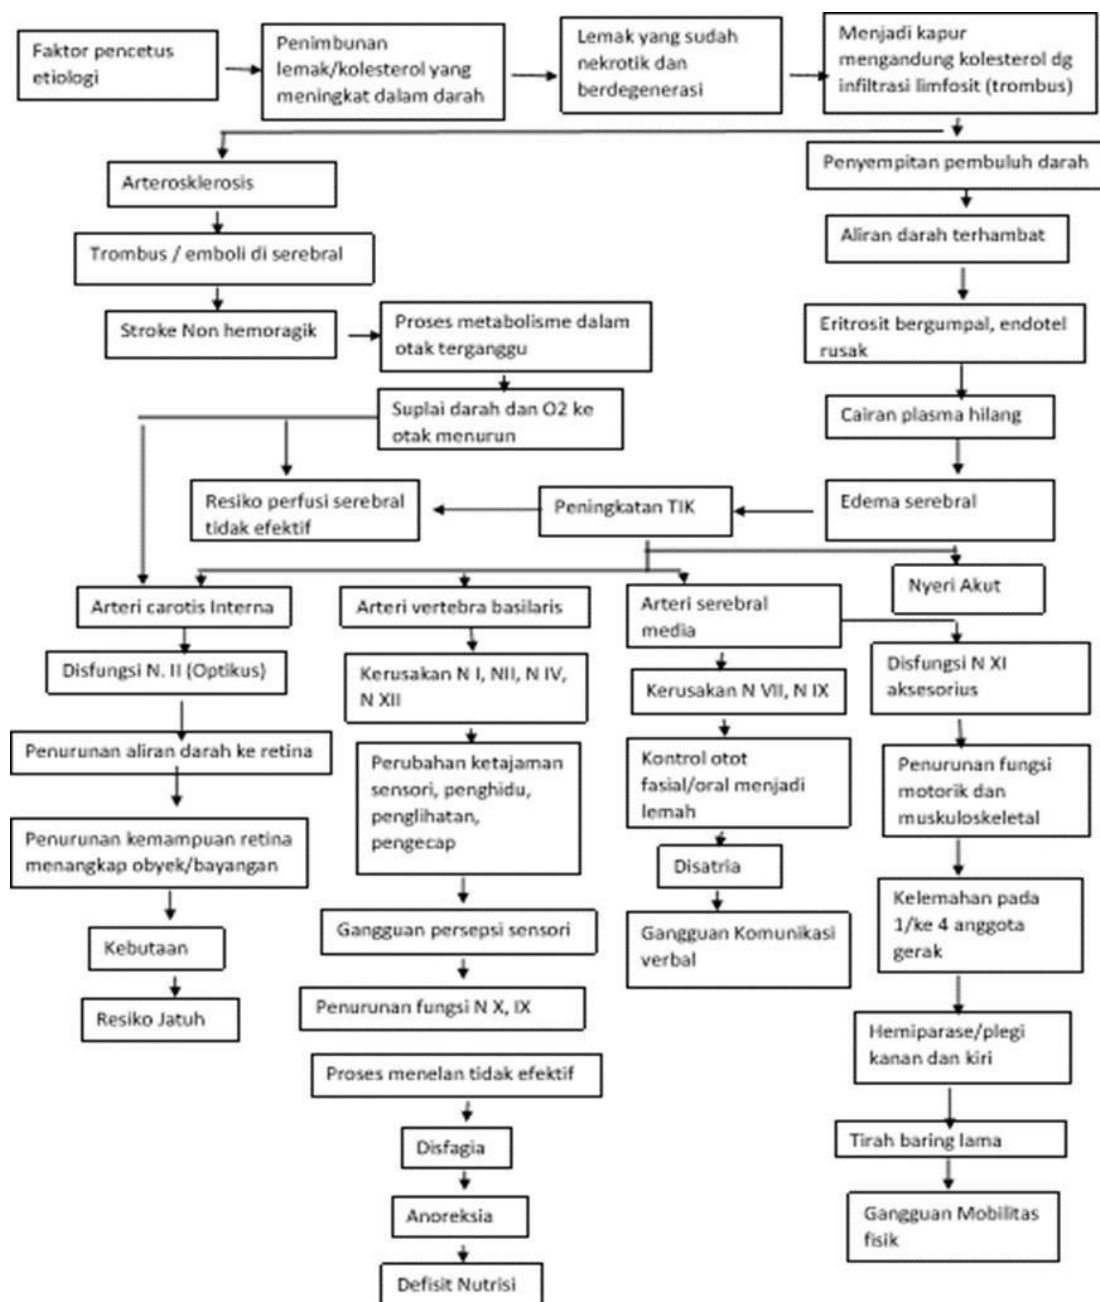 Faktor pencetus
etiologi
Penimbunan
lemak/kolesterol yang
meningkat dalam darah
Lemak yang sudah
nekrotik dan
berdegenerasi
Menjadi kapur
mengandung kolesterol dg
infiltrasi limfosit (trombus)
Arterosklerosis
Penyempitan pembuluh darah
Trombus / emboli di serebral
Aliran darah terhambat
Stroke Non hemoragik
Proses metabolisme dalam
otak terganggu
Eritrosit bergumpal, endotel
rusak
Suplai darah dan O2 ke
otak menurun
Cairan plasma hilang
Resiko perfusi serebral
tidak efektif
Peningkatan TIK
Edema serebral
Nyeri Akut
Arteri carotis Interna
Arteri vertebra basilaris
Arteri serebral
media
Disfungsi N. II (Optikus)
Kerusakan N I, NII, N IV,
N XII
Kerusakan N VII, N IX
Disfungsi N XI
aksesorius
Penurunan aliran darah ke retina
Perubahan ketajaman
sensori, penghidu,
penglihatan,
pengecap
Kontrol otot
fasial/oral menjadi
lemah
Penurunan fungsi
motorik dan
muskuloskeletal
Penurunan kemampuan retina
menangkap obyek/bayangan
Disatria
Kelemahan pada
1/ke 4 anggota
gerak
Kebutaan
Gangguan persepsi sensori
Gangguan Komunikasi
verbal
Resiko Jatuh
Penurunan fungsi N X, IX
Hemiparase/plegi
kanan dan kiri
Proses menelan tidak efektif
Disfagia
Tirah baring lama
Anoreksia
Gangguan Mobilitas
fisik
Defisit Nutrisi